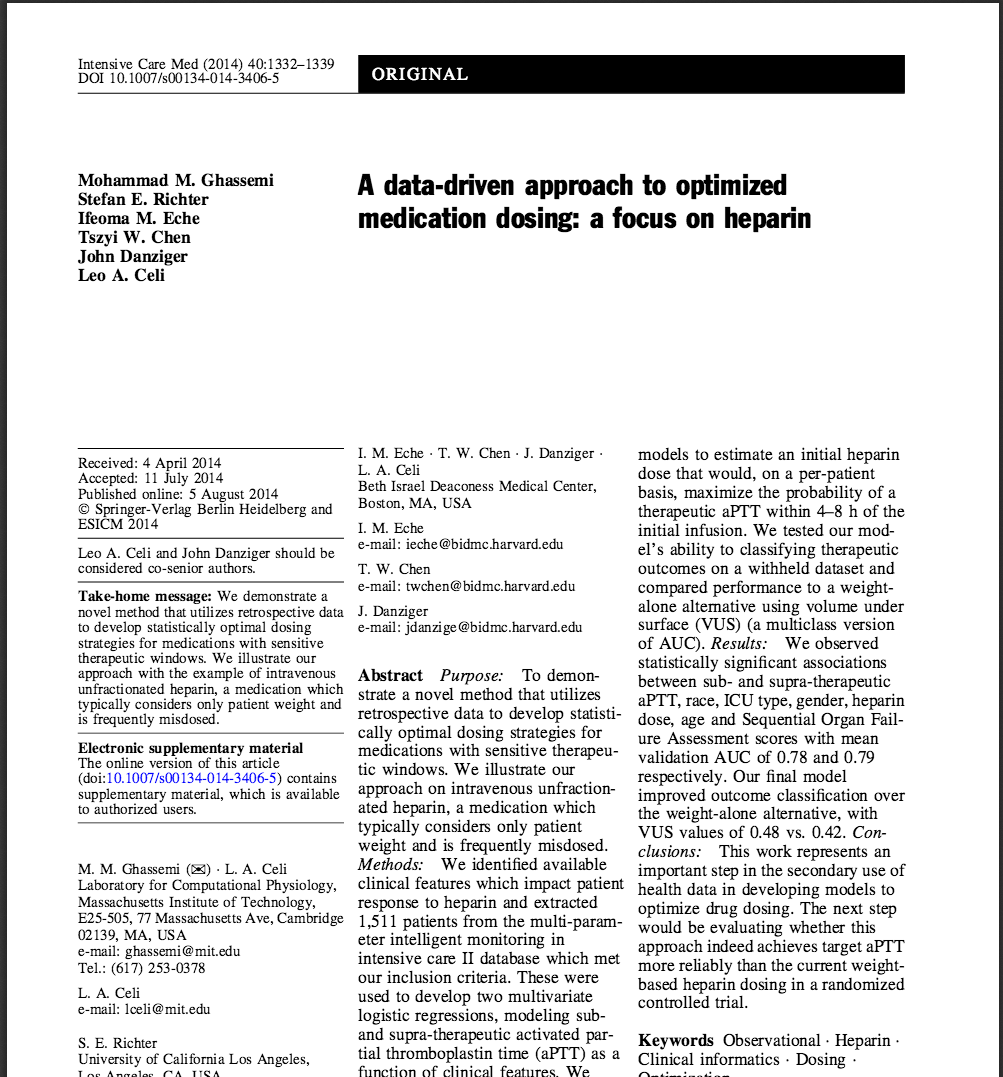 Intensive Care Med (2014) 40:1332–1339
DOI 10.1007/s00134-014-3406-5
ORIGINAL
Mohammad M. Ghassemi
Stefan E. Richter
Ifeoma M. Eche
Tszyi W. Chen
John Danziger
Leo A. Celi
A data-driven approach to optimized
medication dosing: a focus on heparin
Received: 4 April 2014
Accepted: 11 July 2014
Published online: 5 August 2014
© Springer-Verlag Berlin Heidelberg and
ESICM 2014
Leo A. Celi and John Danziger should be
considered co-senior authors.
Take-home message: We demonstrate a
novel method that utilizes retrospective data
to develop statistically optimal dosing
strategies for medications with sensitive
therapeutic windows. We illustrate our
approach with the example of intravenous
unfractionated heparin, a medication which
typically considers only patient weight and
is frequently misdosed.
Electronic supplementary material
The online version of this article
(doi:10.1007/s00134-014-3406-5) contains
supplementary material, which is available
to authorized users.
M. M. Ghassemi (✉) · L. A. Celi
Laboratory for Computational Physiology,
Massachusetts Institute of Technology,
E25-505, 77 Massachusetts Ave, Cambridge
02139, MA, USA
e-mail: ghassemi@mit.edu
Tel.: (617) 253-0378
L. A. Celi
e-mail: lceli@mit.edu
S. E. Richter
University of California Los Angeles,
Los Angeles, CA, USA
I. M. Eche · T. W. Chen · J. Danziger ·
L. A. Celi
Beth Israel Deaconess Medical Center,
Boston, MA, USA
I. M. Eche
e-mail: ieche@bidmc.harvard.edu
T. W. Chen
e-mail: twchen@bidmc.harvard.edu
J. Danziger
e-mail: jdanzige@bidmc.harvard.edu
Abstract Purpose: To demon-
strate a novel method that utilizes
retrospective data to develop statisti-
cally optimal dosing strategies for
medications with sensitive therapeu-
tic windows. We illustrate our
approach on intravenous unfraction-
ated heparin, a medication which
typically considers only patient
weight and is frequently misdosed.
Methods: We identified available
clinical features which impact patient
response to heparin and extracted
1,511 patients from the multi-param-
eter intelligent monitoring in
intensive care II database which met
our inclusion criteria. These were
used to develop two multivariate
logistic regressions, modeling sub-
and supra-therapeutic activated par-
tial thromboplastin time (aPTT) as a
function of clinical features. We
models to estimate an initial heparin
dose that would, on a per-patient
basis, maximize the probability of a
therapeutic aPTT within 4–8 h of the
initial infusion. We tested our mod-
el's ability to classifying therapeutic
outcomes on a withheld dataset and
compared performance to a weight-
alone alternative using volume under
surface (VUS) (a multiclass version
of AUC). Results: We observed
statistically significant associations
between sub- and supra-therapeutic
aPTT, race, ICU type, gender, heparin
dose, age and Sequential Organ Fail-
ure Assessment scores with mean
validation AUC of 0.78 and 0.79
respectively. Our final model
improved outcome classification over
the weight-alone alternative, with
VUS values of 0.48 vs. 0.42. Con-
clusions: This work represents an
important step in the secondary use of
health data in developing models to
optimize drug dosing. The next step
would be evaluating whether this
approach indeed achieves target aPTT
more reliably than the current weight-
based heparin dosing in a randomized
controlled trial.
Keywords Observational · Heparin ·
Clinical informatics · Dosing ·
Optimization